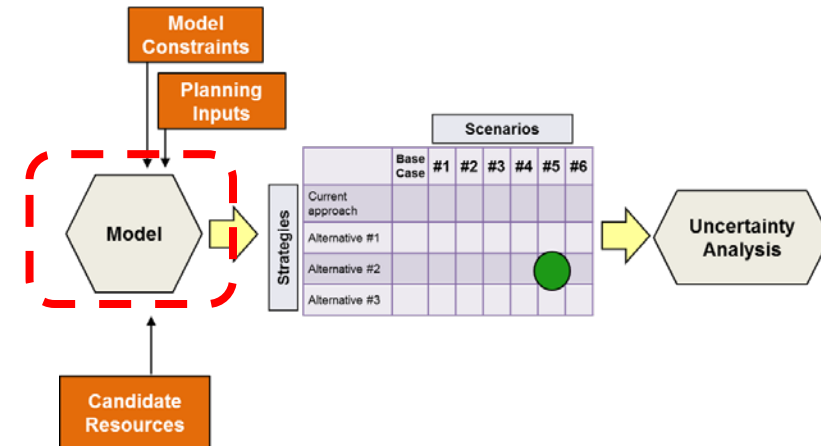 Model
Constraints
Planning
Inputs
Scenarios
Base
Case
#1
#2
#3
#4
#5
#6
Strategies
Current
approach
Alternative #1
Alternative #2
Alternative #3
Model
Uncertainty
Analysis
Candidate
Resources